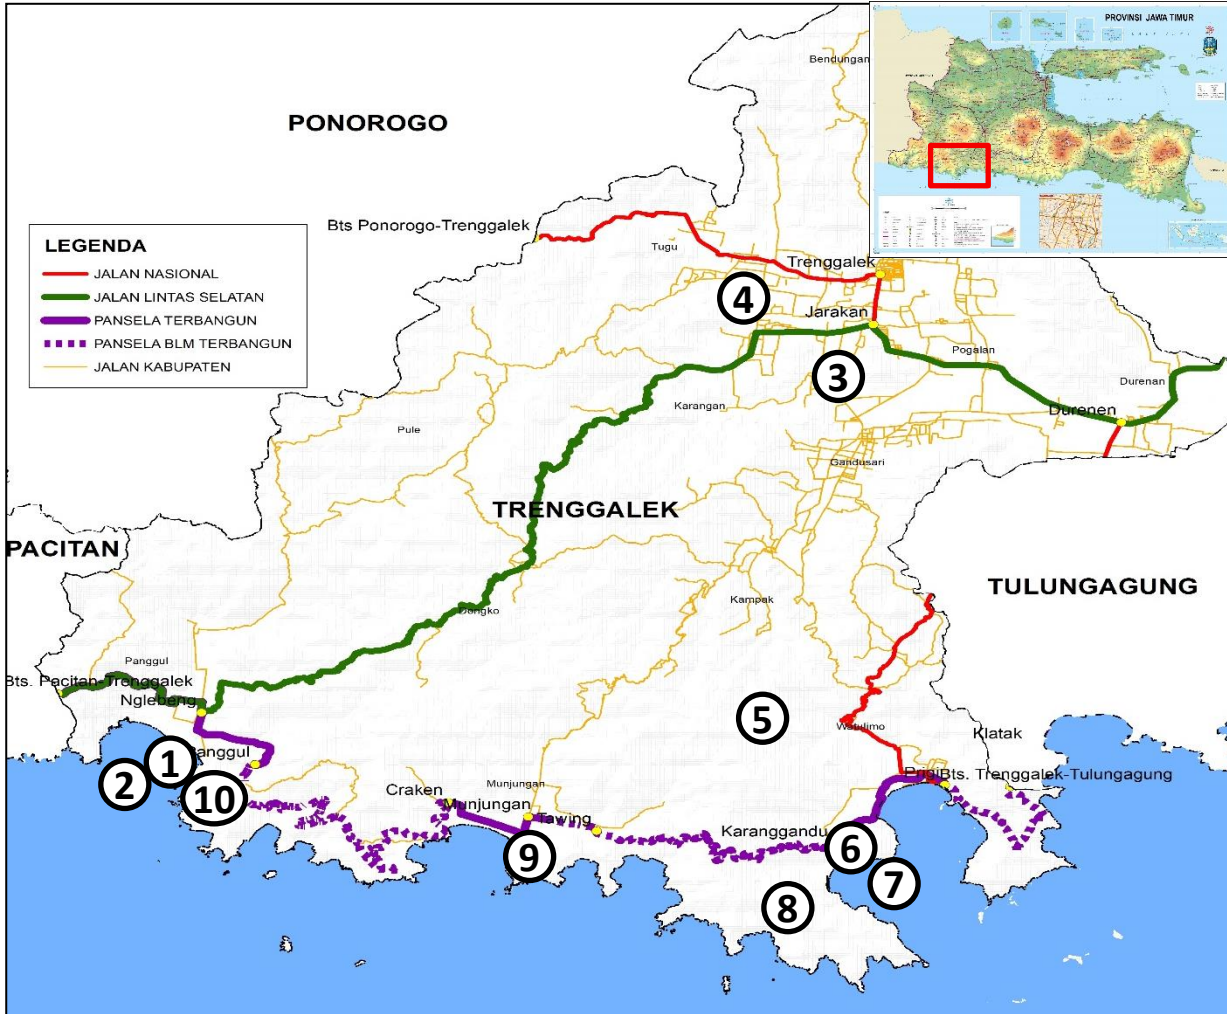 PROVINSI JAWA TIMUR
Bendungan
PONOROGO
Bts Ponorogo-Trenggalek
Tugu
Trenggalek
LEGENDA
JALAN NASIONAL
JALAN LINTAS SELATAN
PANSELA TERBANGUN
PANSELA BLM TERBANGUN
JALAN KABUPATEN
4
Jarakan
Pogalan
3
Durenan
Karangan
Durenen
Pule
Gandusari
TRENGGALEK
PACITAN
TULUNGAGUNG
Kampak
Dongko
Panggul
Bts. Pacitan-Trenggalek
Nglebeng
5
Watulimo
Klatak
Panggul
1
2
10
Prigi
Bts. Trenggalek-Tulungagung
Munjungan
Craken
Munjungan
Tawing
Karanggandu
6
9
7
8